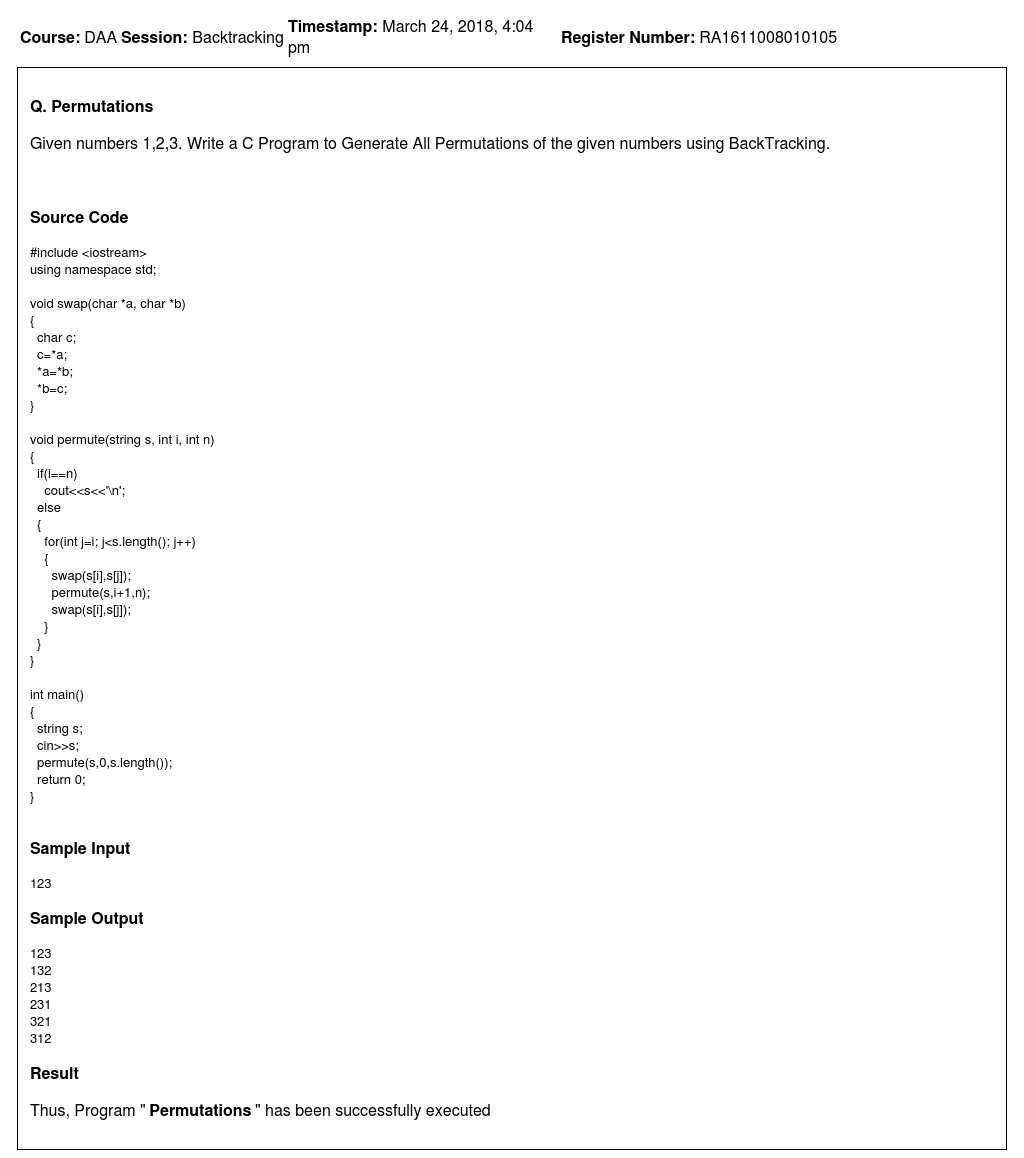 Course: DAA Session: Backtracking Timestamp: March 24, 2018, 4:04
pm Register Number: RA1611008010105
Q. Permutations
Given numbers 1,2,3. Write a C Program to Generate All Permutations of the given numbers using BackTracking.
Source Code
#include <iostream>
using namespace std;
void swap(char *a, char *b)
{
char c;
c=*a;
*a=*b;
*b=c;
}
void permute(string s, int i, int n)
{
if(i==n)
cout<<s<<'\n';
else
{
for(int j=i; j<s.length(); j++)
{
swap(s[i],s[j]);
permute(s,i+1,n);
swap(s[i],s[j]);
}
}
}
int main()
{
string s;
cin>>s;
permute(s,0,s.length());
return 0;
}
Sample Input
123
Sample Output
123
132
213
231
321
312
Result
Thus, Program " Permutations " has been successfully executed